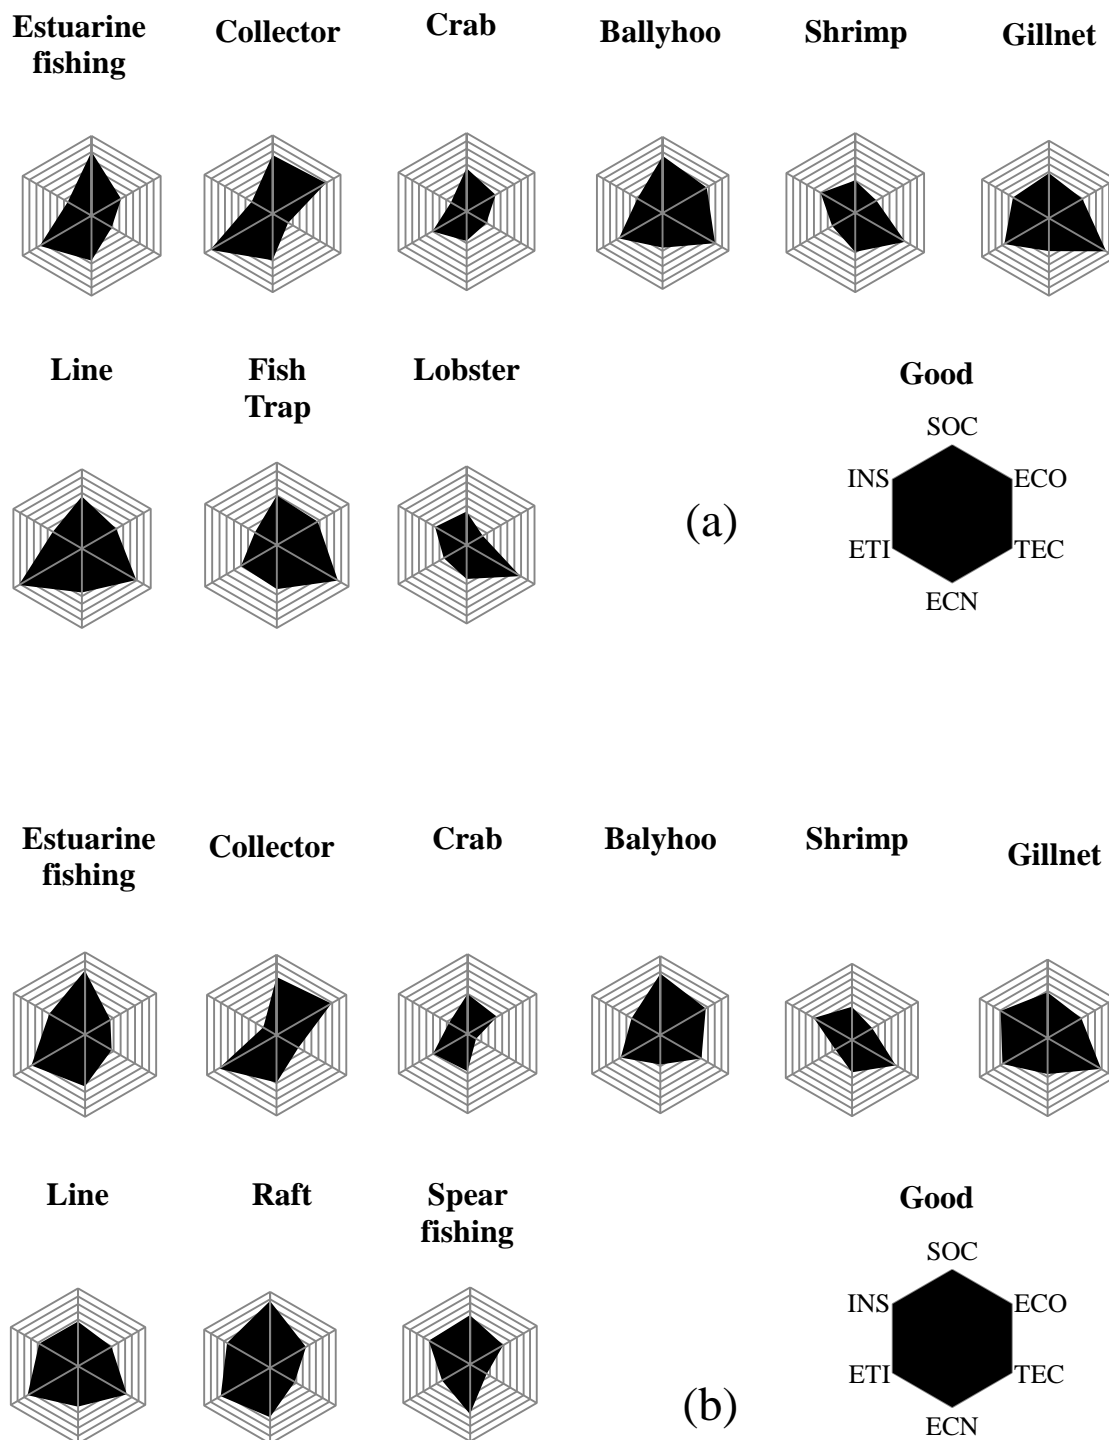 Estuarine
fishing
Collector
Crab
Ballyhoo
Shrimp
Gillnet
Line
Fish
Trap
Lobster
Good
SOC
INS
ECO
(a)
ETI
TEC
ECN
Estuarine
fishing
Collector
Crab
Balyhoo
Shrimp
Gillnet
Line
Raft
Spear
fishing
Good
SOC
INS
ECO
ETI
TEC
(b)
ECN